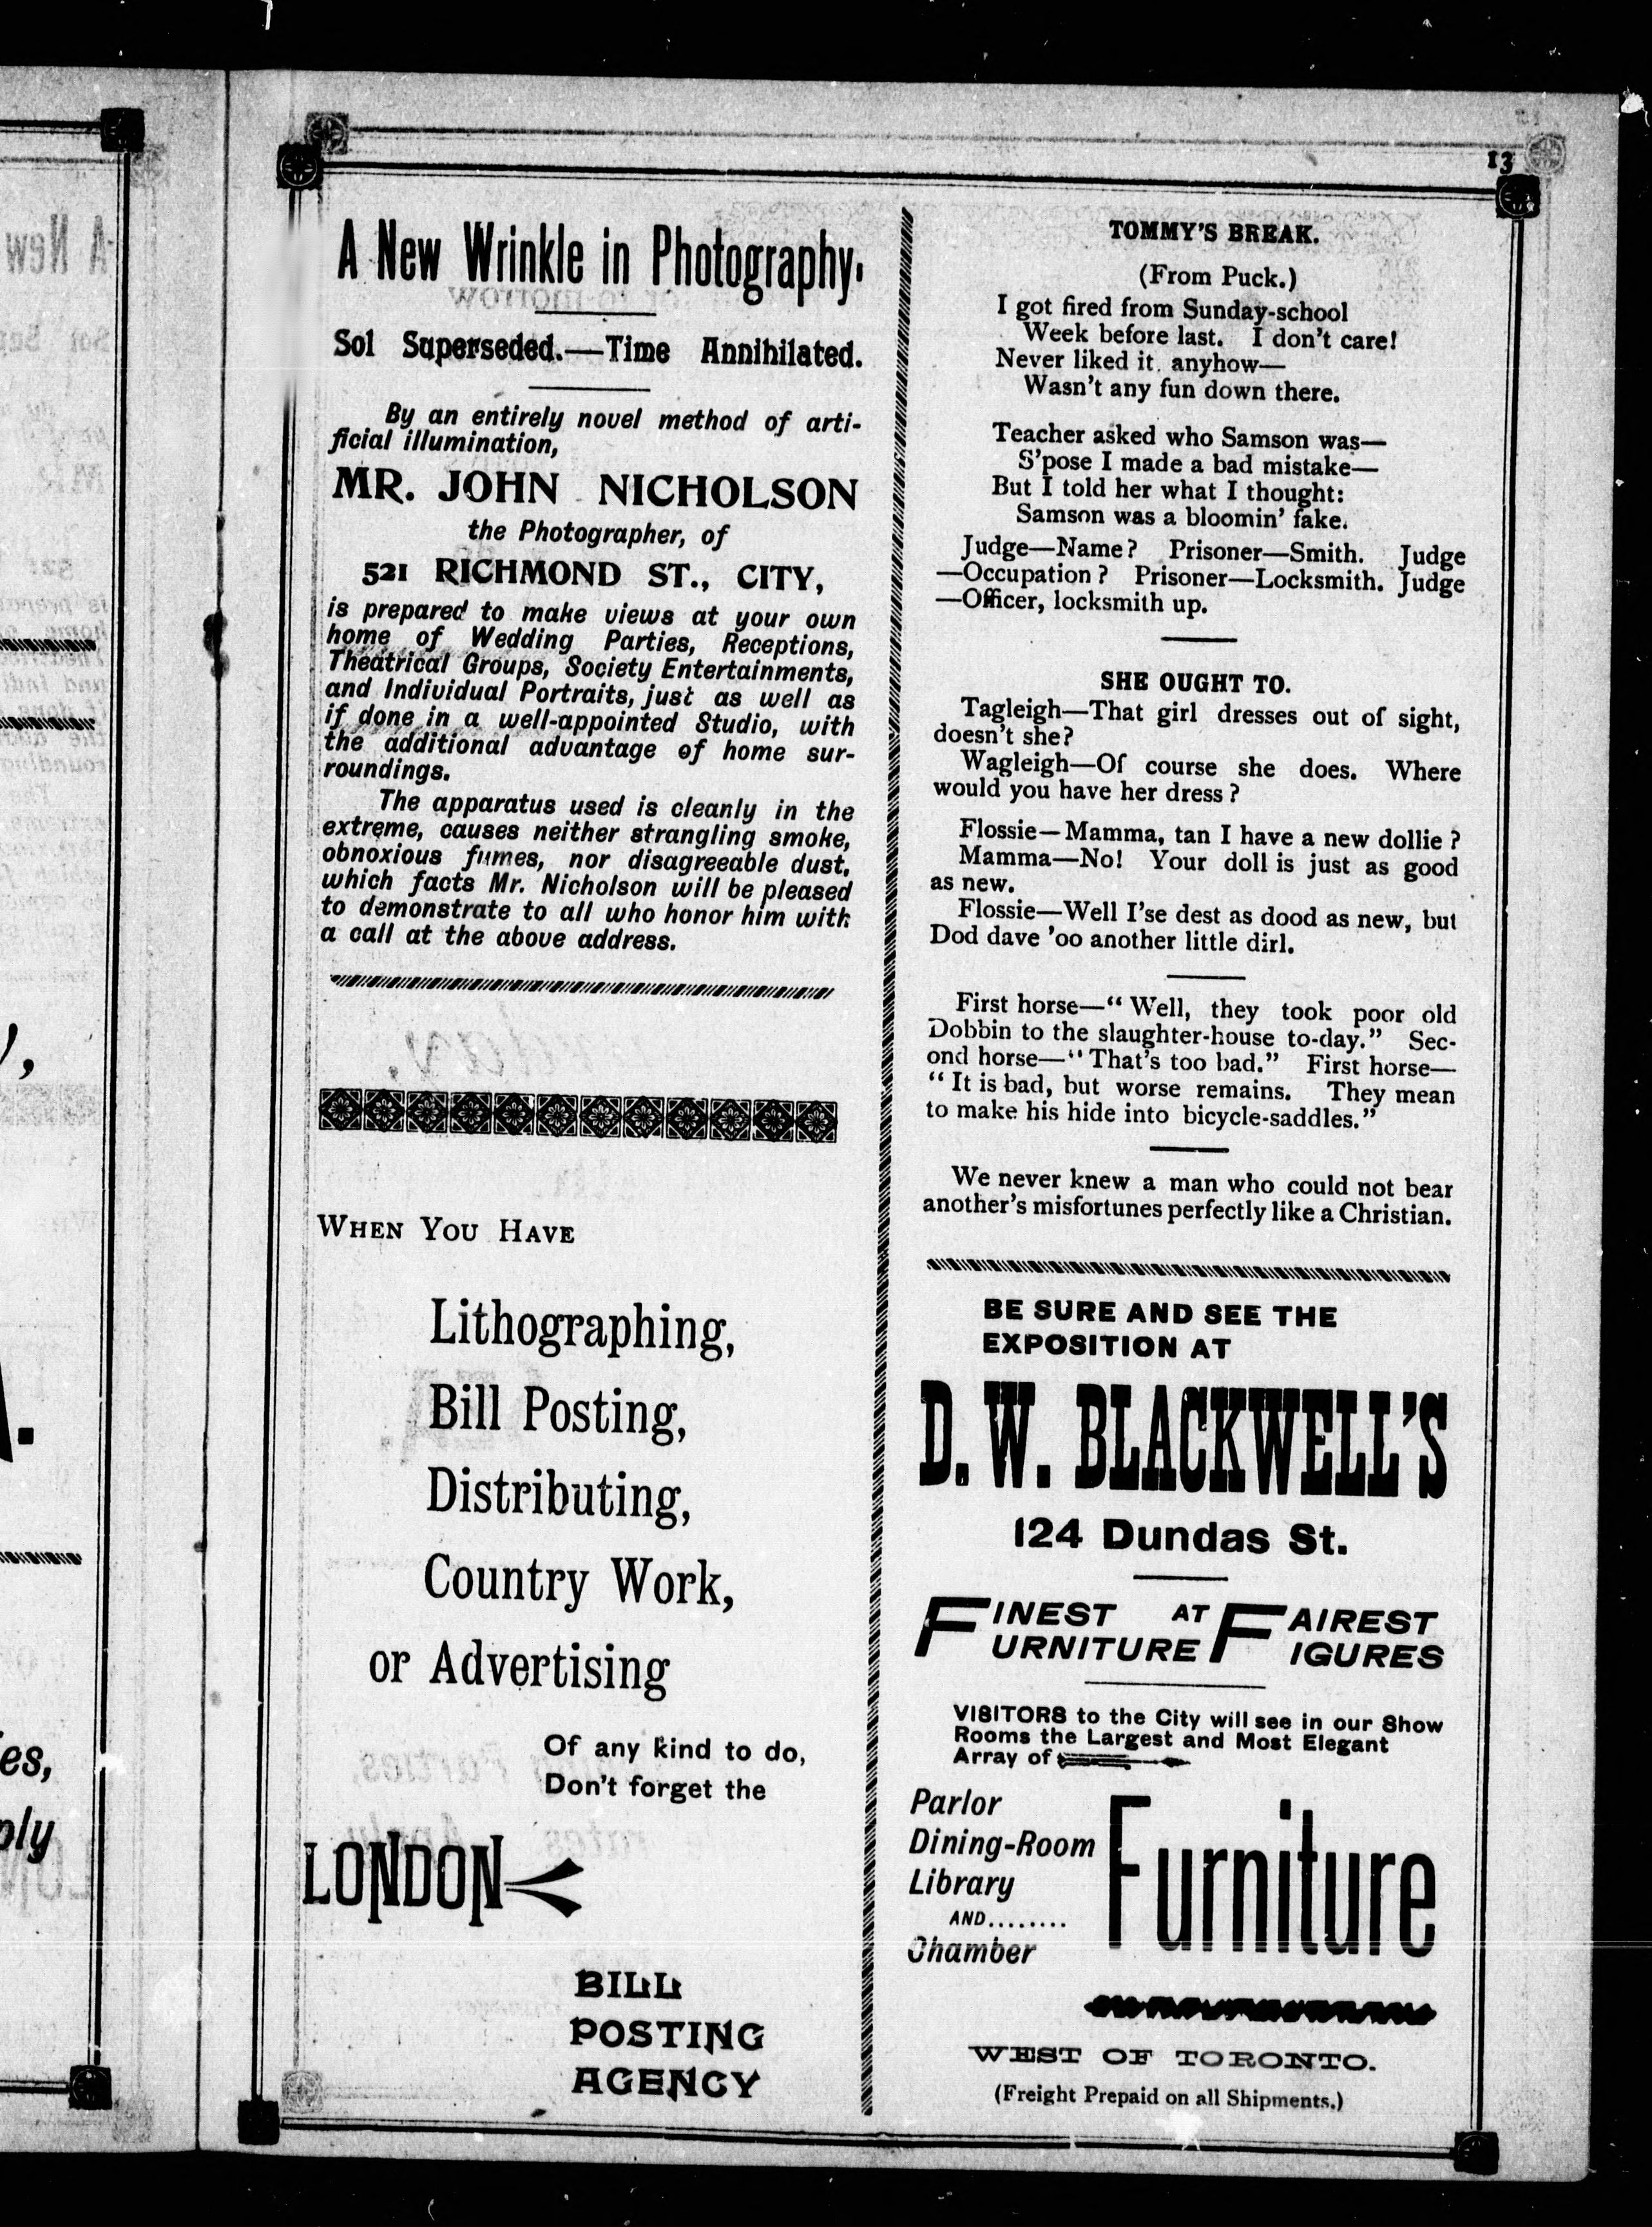 13
A New Wrinkle in Photography.
Sol Superseded.—Time Annihilated.
By an entirely novel method of arti-
ficial illumination,
MR. JOHN NICHOLSON
the Photographer, of
521 RICHMOND ST., CITY,
is prepared to make views at your own
home of Wedding Parties, Receptions,
Theatrical Groups, Society Entertainments,
and Individual Portraits, just as well as
if done in a well-appointed Studio, with
the additional advantage of home sur-
roundings.
The apparatus used is cleanly in the
extreme, causes neither strangling smoke,
obnoxious fumes, nor disagreeable dust,
which facts Mr. Nicholson will be pleased
to demonstrate to all who honor him with
a call at the above address.
WHEN YOU HAVE
Lithographing,
Bill Posting,
Distributing,
Country Work,
or Advertising
Of any kind to do,
Don't forget the
LONDON
BILL
POSTING
AGENCY
TOMMY'S BREAK.
(From Puck.)
I got fired from Sunday-school
Week before last. I don't care!
Never liked it, anyhow—
Wasn't any fun down there.
Teacher asked who Samson was—
S'pose I made a bad mistake—
But I told her what I thought:
Samson was a bloomin' fake.
Judge—Name? Prisoner—Smith. Judge
—Occupation? Prisoner—Locksmith. Judge
—Officer, locksmith up.
SHE OUGHT TO.
Tagleigh—That girl dresses out of sight,
doesn't she?
Wagleigh—Of course she does. Where
would you have her dress?
Flossie—Mamma, tan I have a new dollie?
Mamma—No! Your doll is just as good
as new.
Flossie—Well I'se dest as dood as new, but
Dod dave 'oo another little dirl.
First horse—"Well, they took poor old
Dobbin to the slaughter-house to-day." Sec-
ond horse—"That's too bad." First horse—
"It is bad, but worse remains. They mean
to make his hide into bicycle-saddles."
We never knew a man who could not bear
another's misfortunes perfectly like a Christian.
BE SURE AND SEE THE
EXPOSITION AT
D. W. BLACKWELL'S
124 Dundas St.
FINEST FURNITURE AT FAIREST FIGURES
VISITORS to the City will see in our Show
Rooms the Largest and Most Elegant
Array of
Parlor
Dining-Room
Library
AND........
Chamber
Furniture
WEST OF TORONTO.
(Freight Prepaid on all Shipments.)